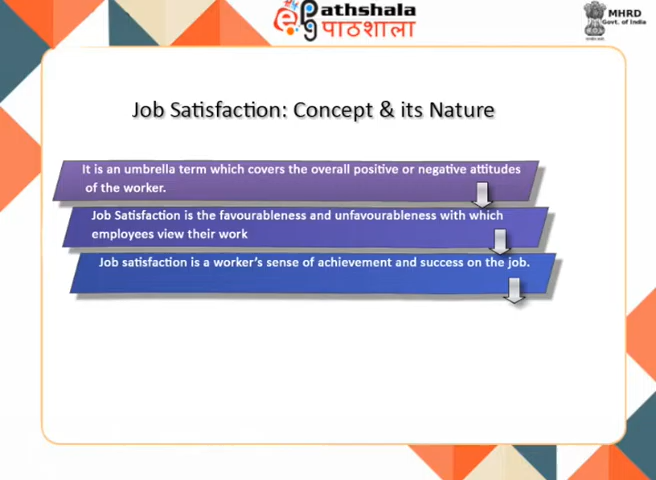 e Pathshala
पाठशाला
MHRD
Govt. of India
Job Satisfaction: Concept & its Nature
It is an umbrella term which covers the overall positive or negative attitudes
of the worker.
Job Satisfaction is the favourableness and unfavourableness with which
employees view their work
Job satisfaction is a worker's sense of achievement and success on the job.